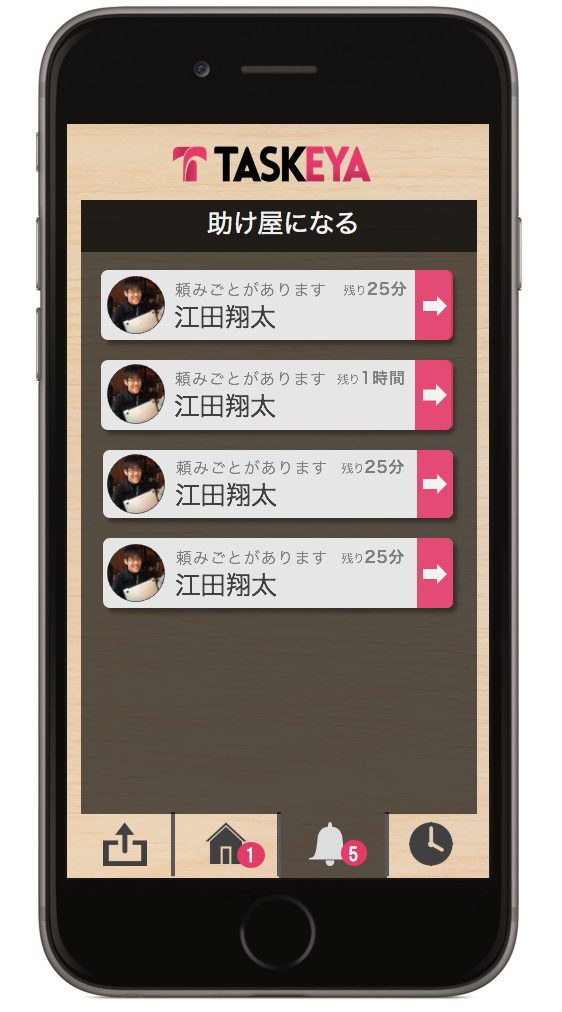 TASKEYA
助け屋になる
頼みごとがあります 残り25分
江田翔太
頼みごとがあります 残り1時間
江田翔太
頼みごとがあります 残り25分
江田翔太
頼みごとがあります 残り25分
江田翔太
1
5